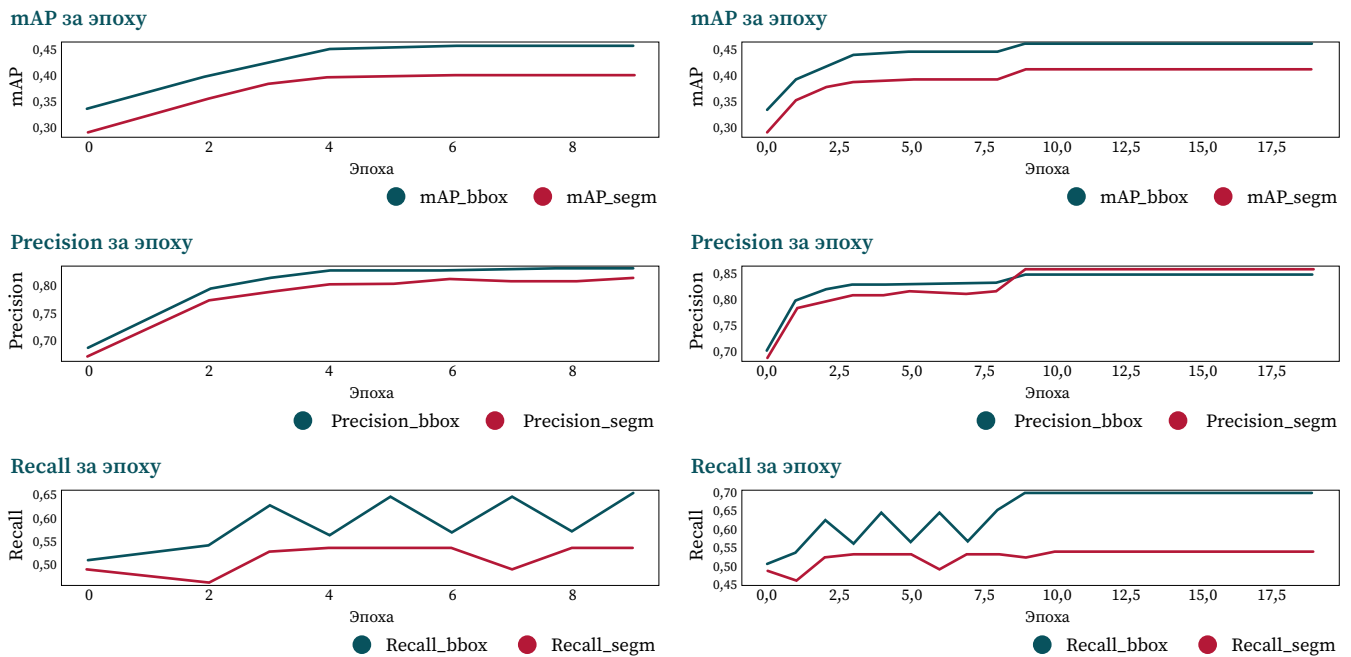 mAP за эпоху
mAP
0,45
0,40
0,35
0,30
0 2 4 6 8
Эпоха
mAP_bbox mAP_segm
mAP за эпоху
mAP
0,45
0,40
0,35
0,30
0,0 2,5 5,0 7,5 10,0 12,5 15,0 17,5
Эпоха
mAP_bbox mAP_segm
Precision за эпоху
Precision
0,80
0,75
0,70
0 2 4 6 8
Эпоха
Precision_bbox Precision_segm
Precision за эпоху
Precision
0,85
0,80
0,75
0,70
0,0 2,5 5,0 7,5 10,0 12,5 15,0 17,5
Эпоха
Precision_bbox Precision_segm
Recall за эпоху
Recall
0,65
0,60
0,55
0,50
0 2 4 6 8
Эпоха
Recall_bbox Recall_segm
Recall за эпоху
Recall
0,70
0,65
0,60
0,55
0,50
0,45
0,0 2,5 5,0 7,5 10,0 12,5 15,0 17,5
Эпоха
Recall_bbox Recall_segm